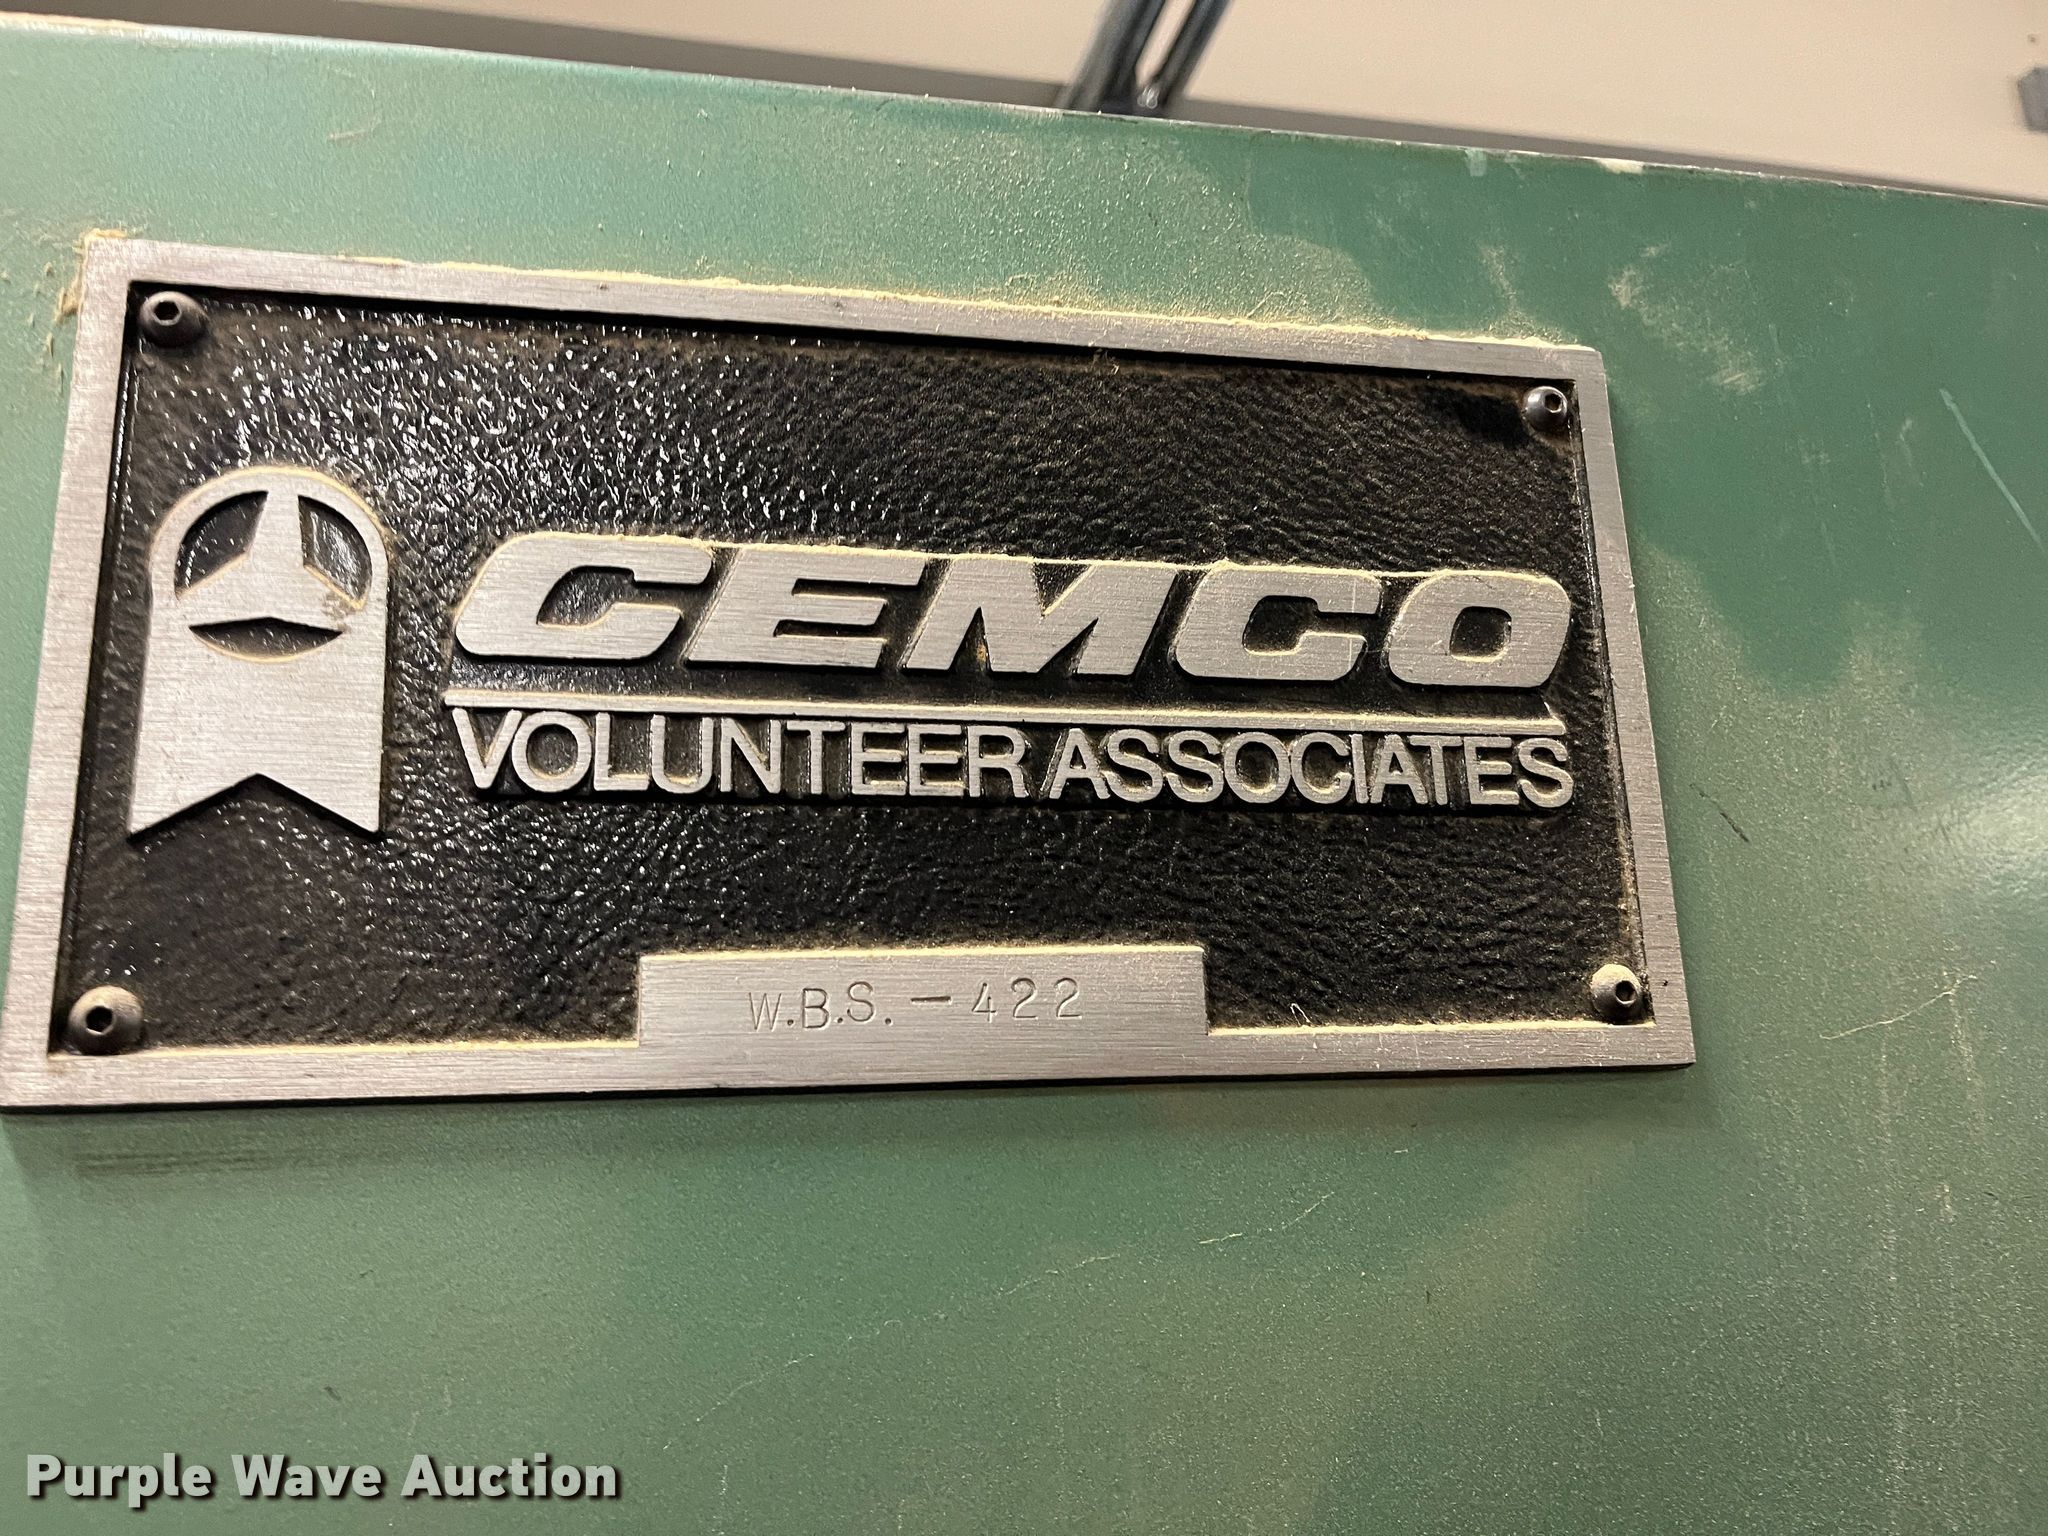 CEMCO
VOLUNTEER ASSOCIATES
W.B.S. - 422
Purple Wave Auction